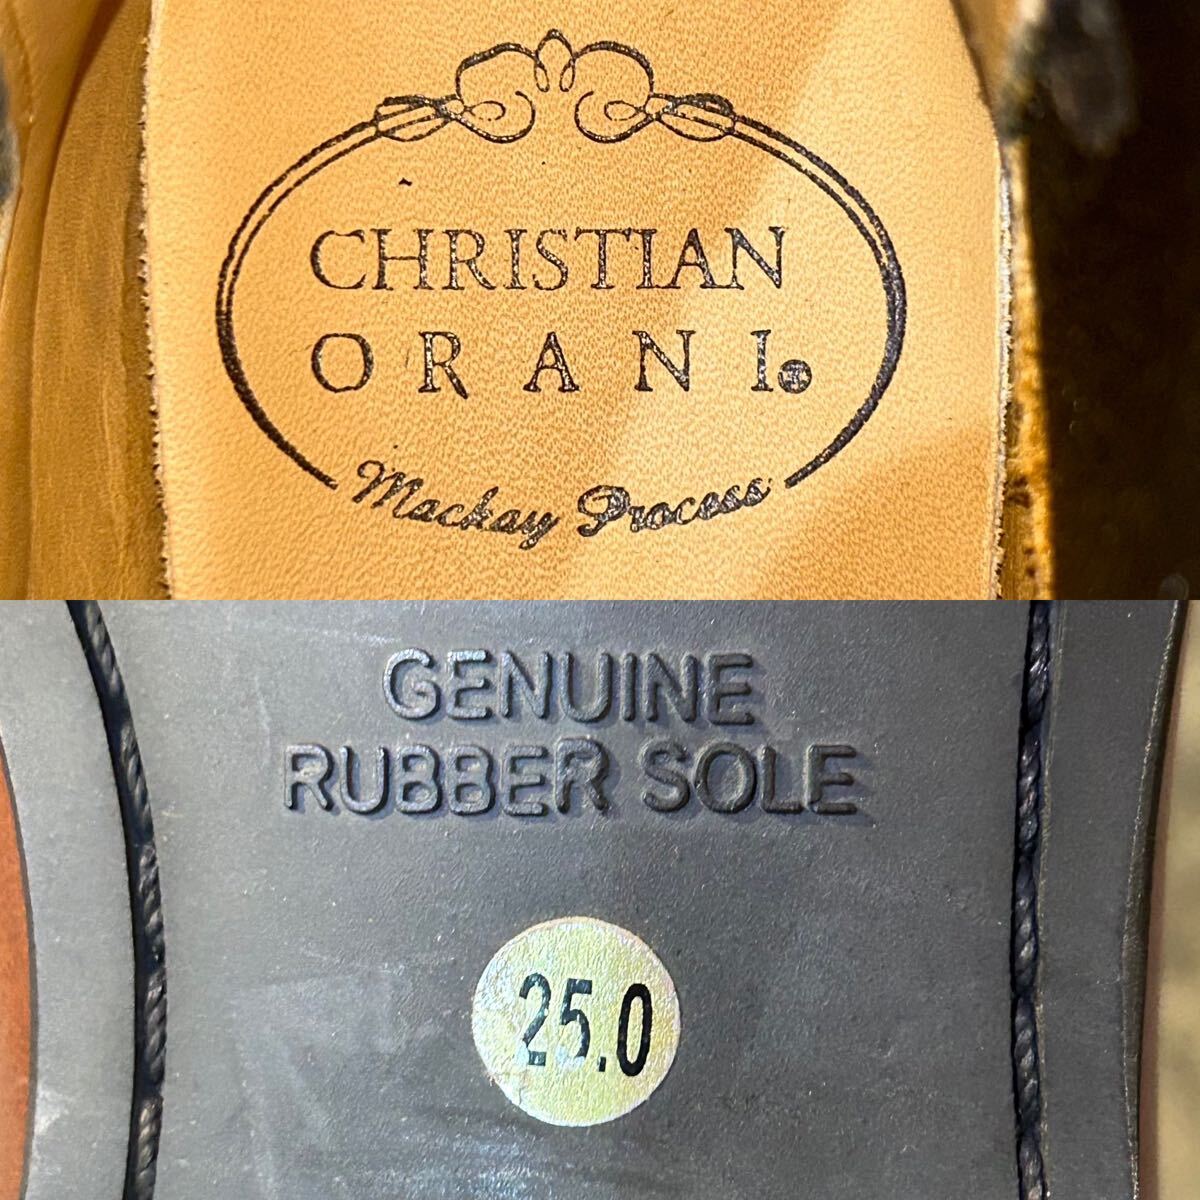 CHRISTIAN
ORANI®
Mackay Process
GENUINE
RUBBER SOLE
25.0